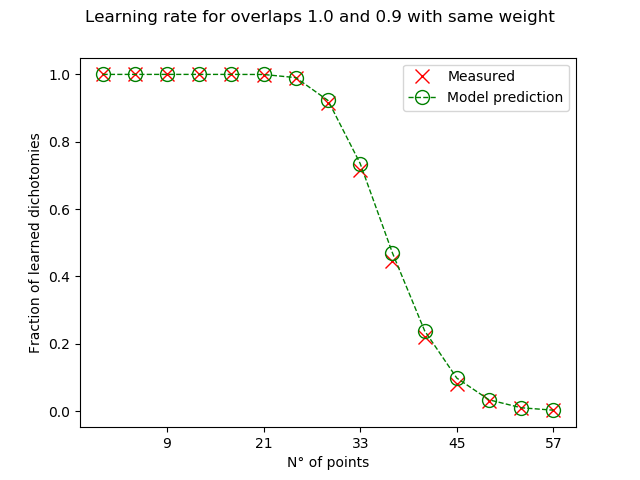 Learning rate for overlaps 1.0 and 0.9 with same weight
Measured
Model prediction
Fraction of learned dichotomies
1.0
0.8
0.6
0.4
0.2
0.0
9 21 33 45 57
N° of points